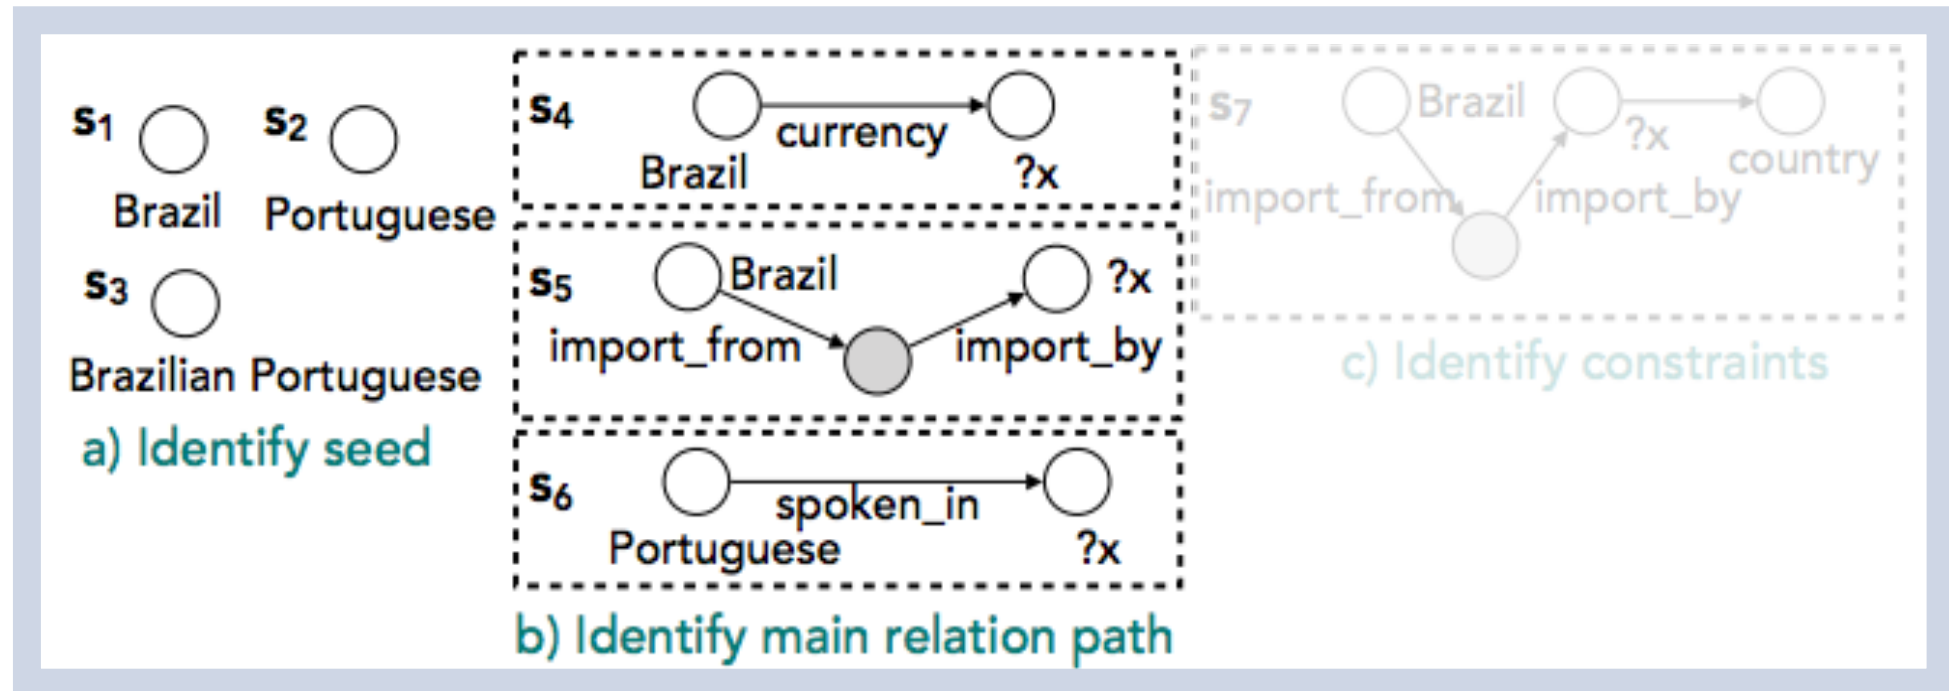 s1
s2
Brazil
Portuguese
s3
Brazilian Portuguese
a) Identify seed
s4
currency
Brazil
?x
s5
Brazil
?x
import_from
import_by
s6
spoken_in
Portuguese
?x
b) Identify main relation path
s7
Brazil
?x
country
import_from
import_by
c) Identify constraints